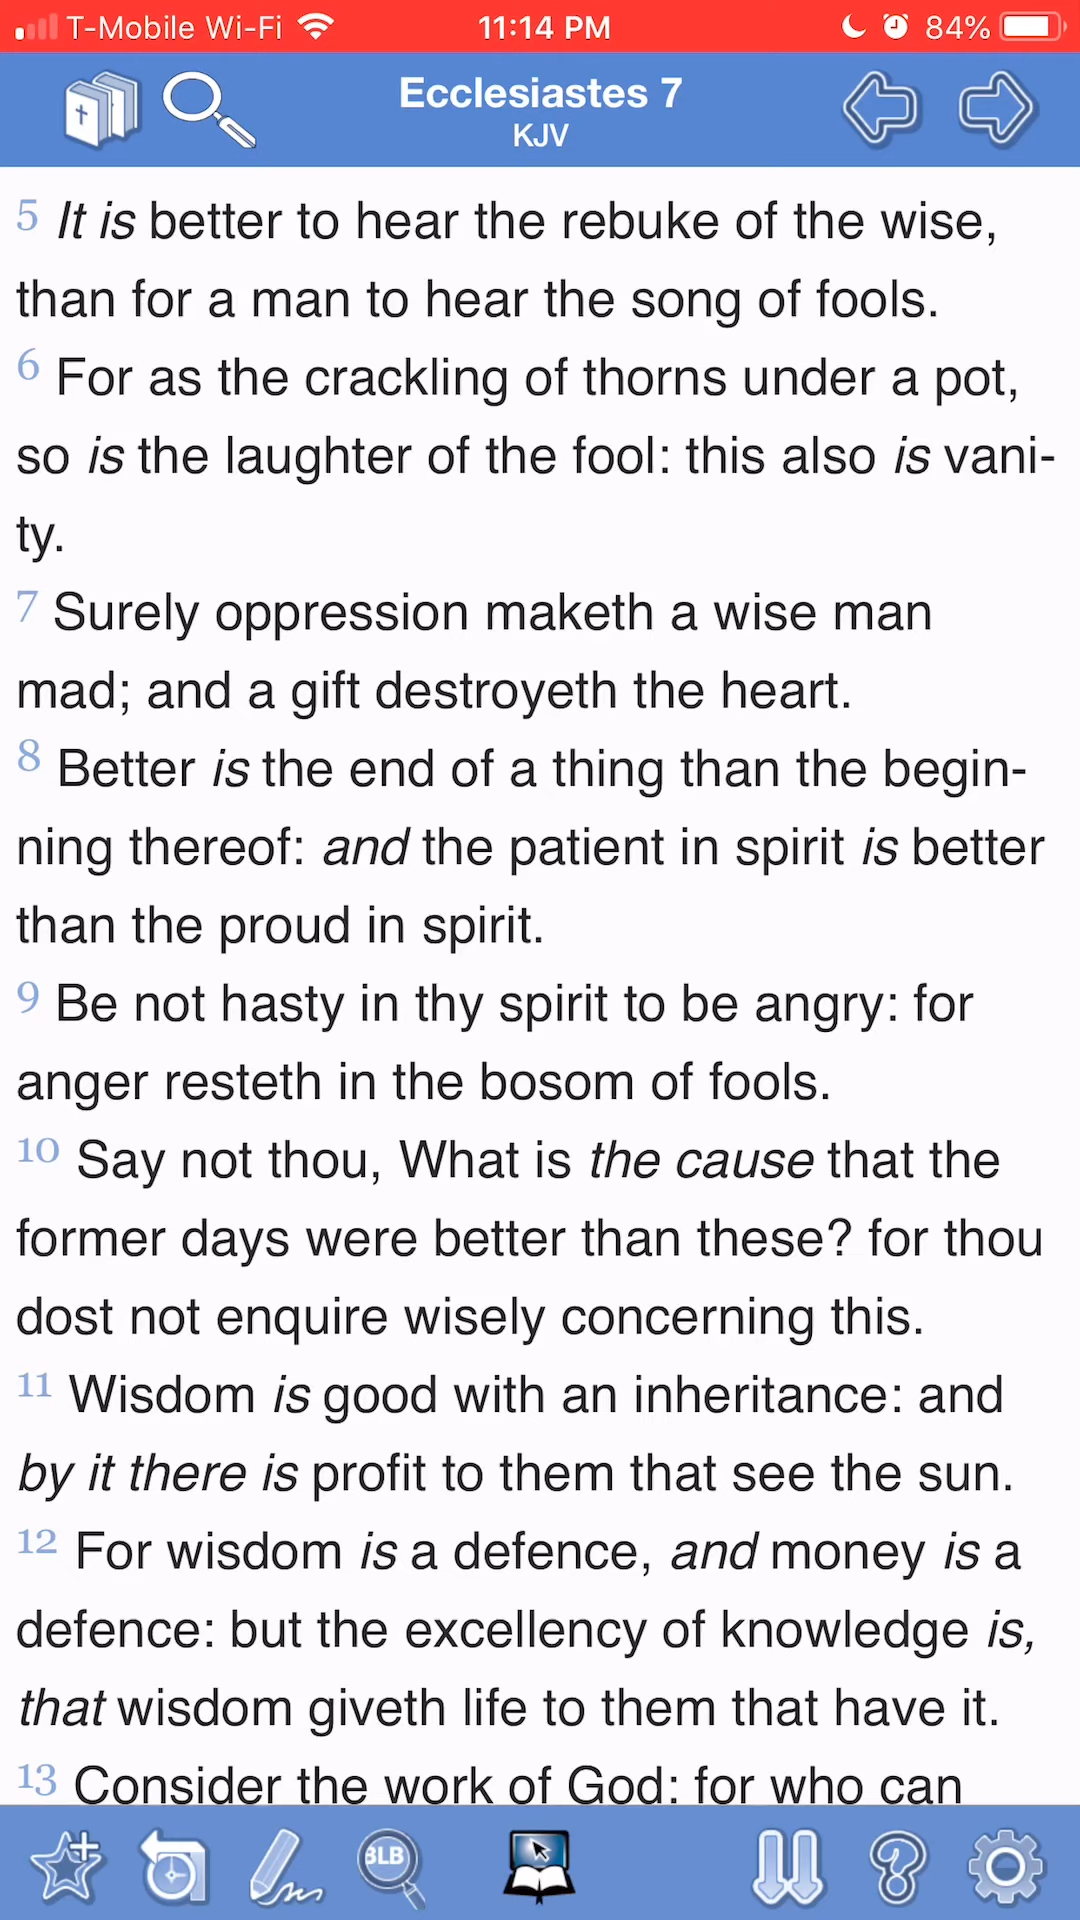 T-Mobile Wi-Fi 11:14 PM 84%
Ecclesiastes 7
KJV
5 It is better to hear the rebuke of the wise,
than for a man to hear the song of fools.
6 For as the crackling of thorns under a pot,
so is the laughter of the fool: this also is vani-
ty.
7 Surely oppression maketh a wise man
mad; and a gift destroyeth the heart.
8 Better is the end of a thing than the begin-
ning thereof: and the patient in spirit is better
than the proud in spirit.
9 Be not hasty in thy spirit to be angry: for
anger resteth in the bosom of fools.
10 Say not thou, What is the cause that the
former days were better than these? for thou
dost not enquire wisely concerning this.
11 Wisdom is good with an inheritance: and
by it there is profit to them that see the sun.
12 For wisdom is a defence, and money is a
defence: but the excellency of knowledge is,
that wisdom giveth life to them that have it.
13 Consider the work of God: for who can
BLB